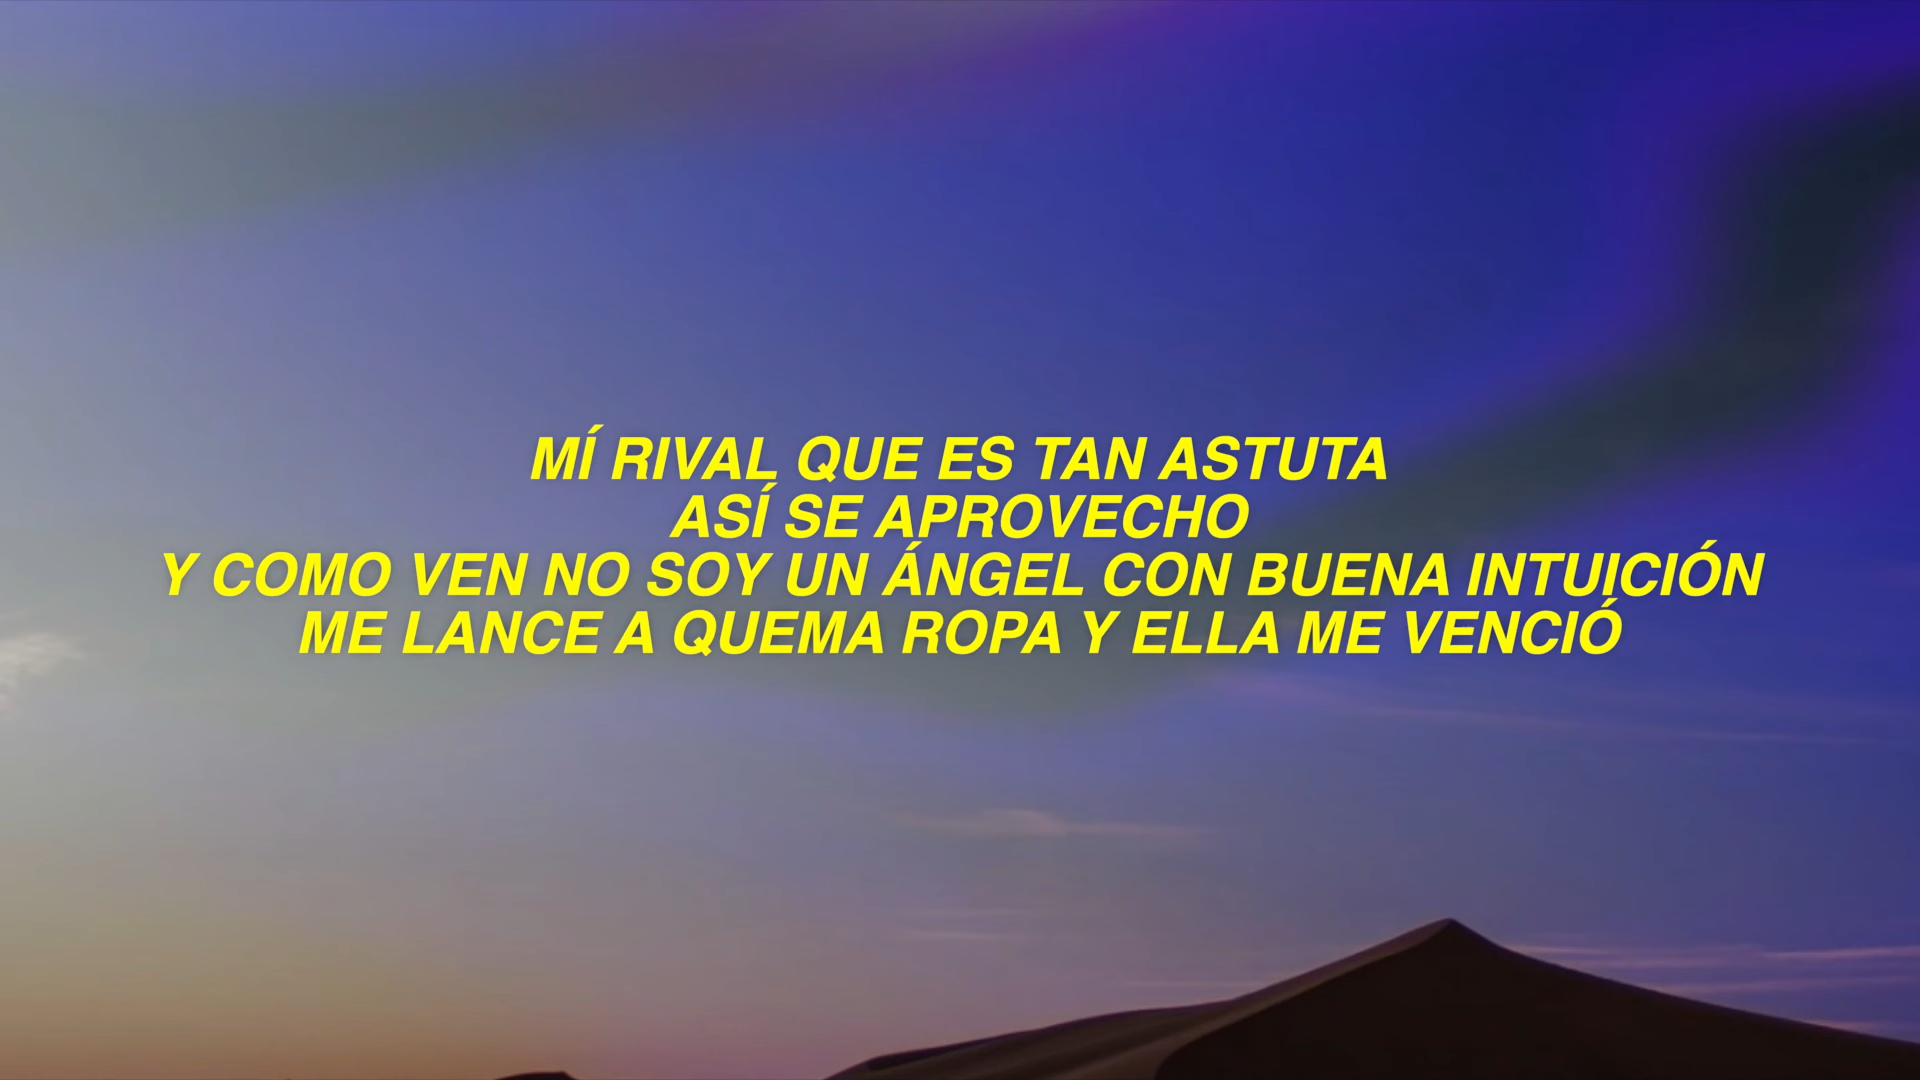 MÍ RIVAL QUE ES TAN ASTUTA
ASÍ SE APROVECHO
Y COMO VEN NO SOY UN ÁNGEL CON BUENA INTUICIÓN
ME LANCE A QUEMA ROPA Y ELLA ME VENCIÓ